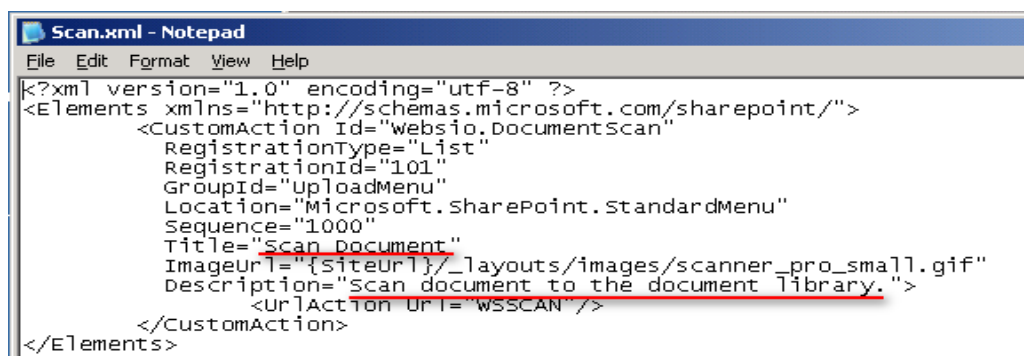 Scan.xml - Notepad
File Edit Format View Help
<?xml version="1.0" encoding="utf-8" ?>
<Elements xmlns="http://schemas.microsoft.com/sharepoint/">
<CustomAction Id="Websio.DocumentScan"
RegistrationType="List"
RegistrationId="101"
GroupId="UploadMenu"
Location="Microsoft.SharePoint.StandardMenu"
Sequence="1000"
Title="Scan Document"
ImageUrl="{SiteUrl}/_layouts/images/scanner_pro_small.gif"
Description="Scan document to the document library.">
<UrlAction Url="WSSCAN"/>
</CustomAction>
</Elements>